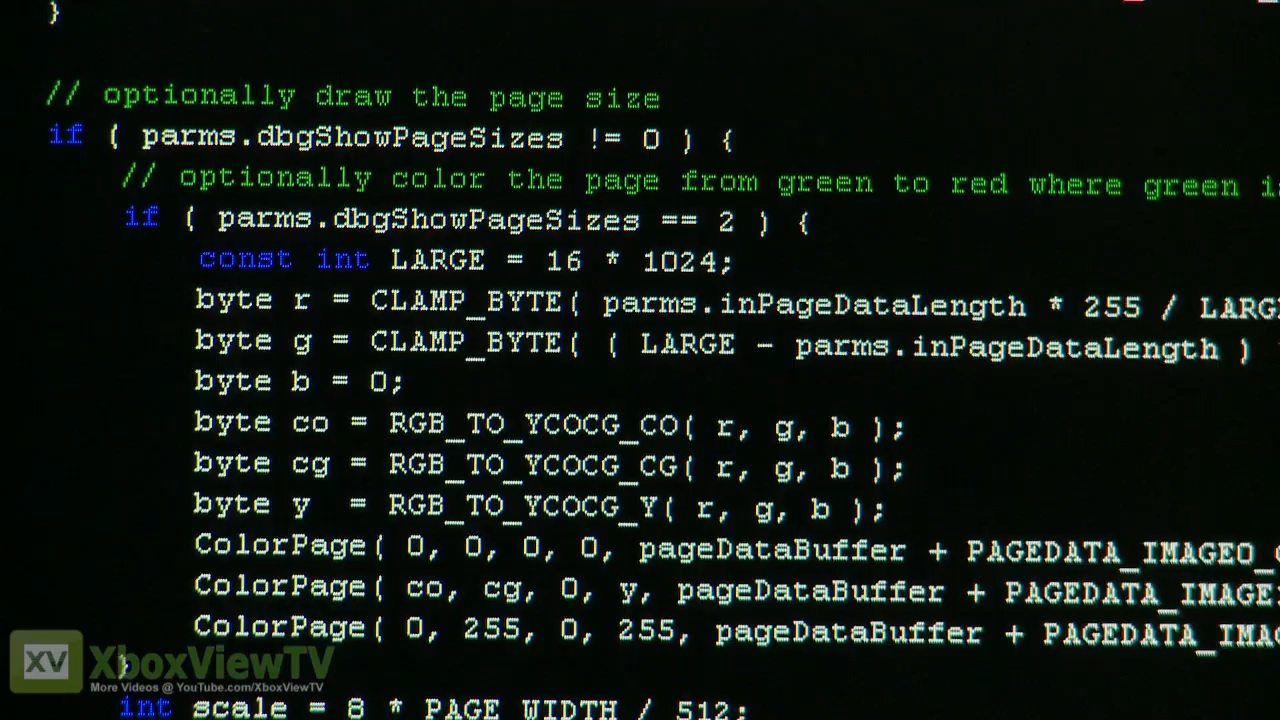 }
// optionally draw the page size
if ( parms.dbgShowPageSizes != 0 ) {
// optionally color the page from green to red where green
if ( parms.dbgShowPageSizes == 2 ) {
const int LARGE = 16 * 1024;
byte r = CLAMP_BYTE( parms.inPageDataLength * 255 /
byte g = CLAMP_BYTE( ( LARGE - parms.inPageDataLength )
byte b = 0;
byte co = RGB_TO_YCOCG_CO( r, g, b );
byte cg = RGB_TO_YCOCG_CG( r, g, b );
byte y = RGB_TO_YCOCG_Y( r, g, b );
ColorPage( 0, 0, 0, 0, pageDataBuffer +
ColorPage( co, cg, 0, y, pageDataBuffer +
ColorPage( 0, 255, 0, 255, pageDataBuffer +
}
XV XboxViewTV
More Videos @ YouTube.com/XboxViewTV
int scale = 8 * PAGE_WIDTH / 512;